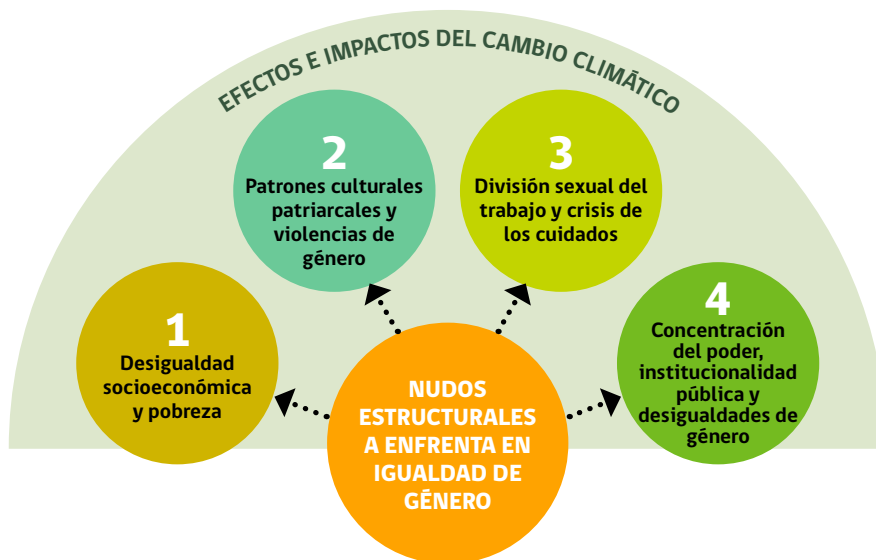 EFECTOS E IMPACTOS DEL CAMBIO CLIMÁTICO
1
Desigualdad
socioeconómica
y pobreza
2
Patrones culturales
patriarcales y
violencias de
género
3
División sexual del
trabajo y crisis de
los cuidados
4
Concentración
del poder,
institucionalidad
pública y
desigualdades de
género
NUDOS
ESTRUCTURALES
A ENFRENTA EN
IGUALDAD DE
GÉNERO